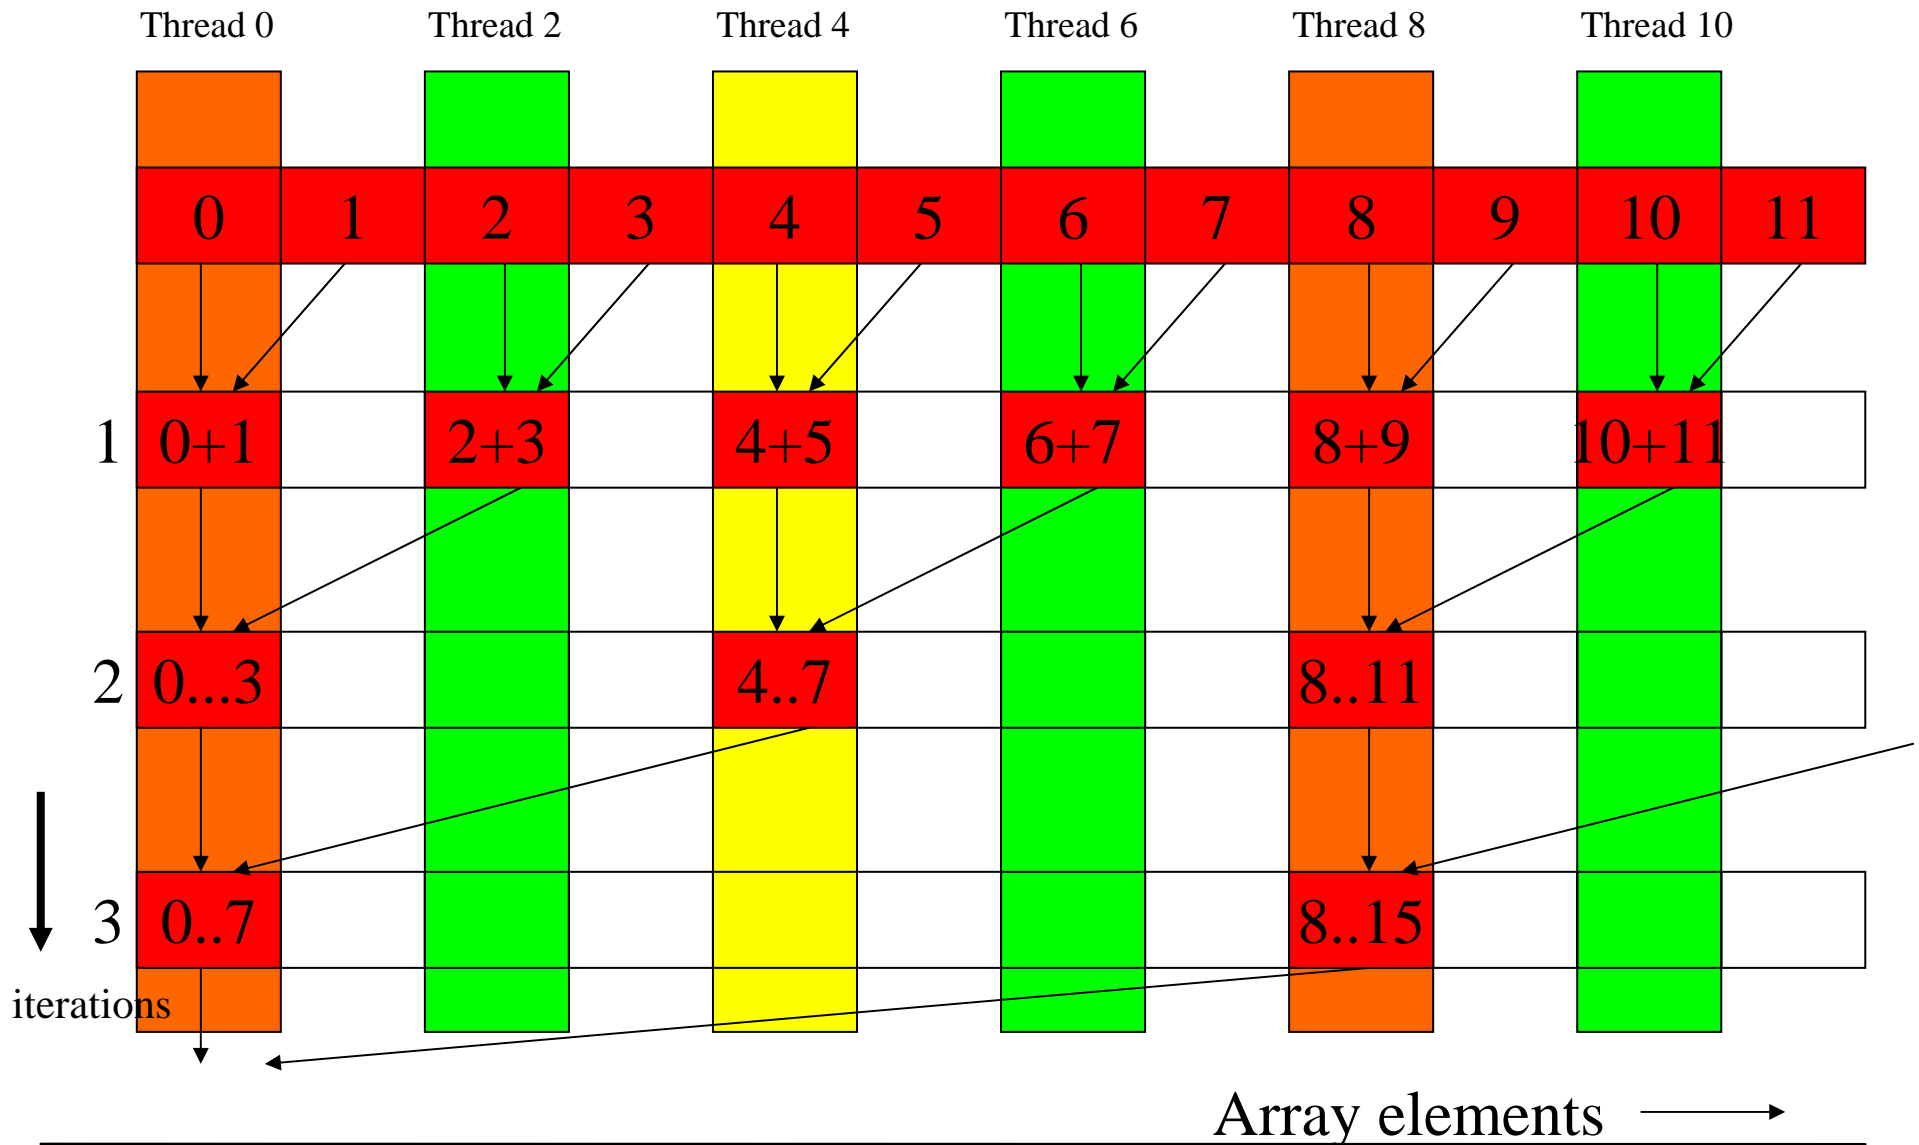 Thread 0 Thread 2 Thread 4 Thread 6 Thread 8 Thread 10
0 1 2 3 4 5 6 7 8 9 10 11
1 0+1 2+3 4+5 6+7 8+9 10+11
2 0...3 4..7 8..11
3 0..7 8..15
iterations
Array elements